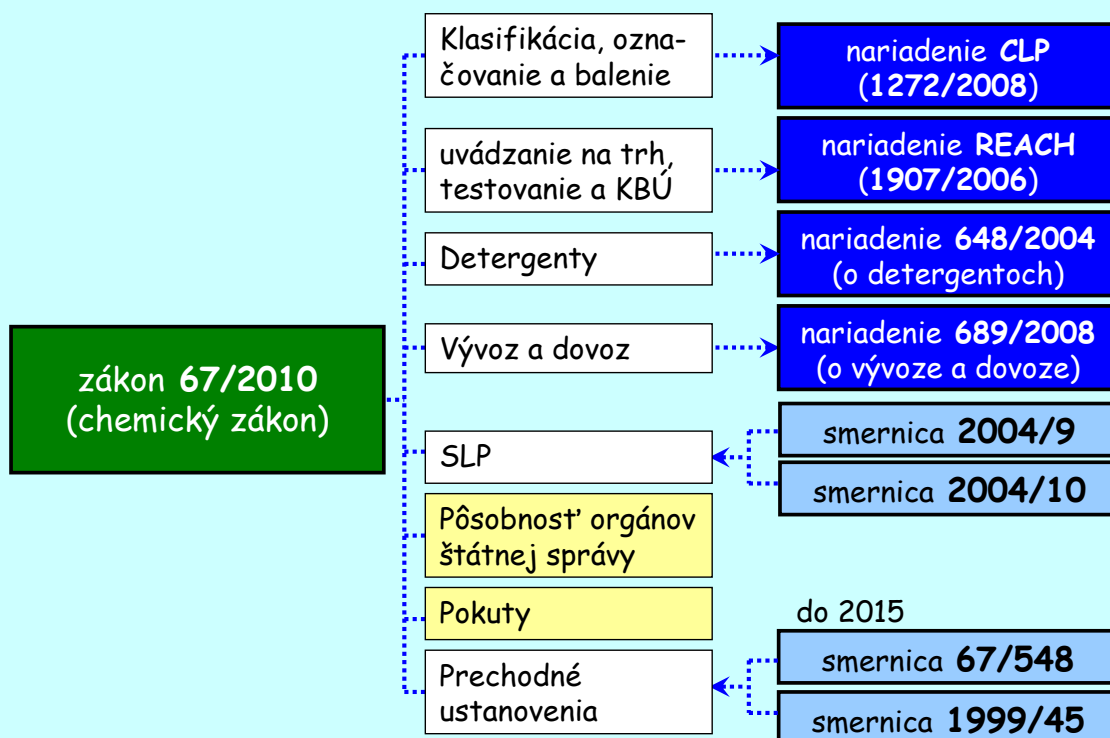 zákon 67/2010
(chemický zákon)
Klasifikácia, ozna-
čovanie a balenie
nariadenie CLP
(1272/2008)
uvádzanie na trh,
testovanie a KBÚ
nariadenie REACH
(1907/2006)
Detergenty
nariadenie 648/2004
(o detergentoch)
Vývoz a dovoz
nariadenie 689/2008
(o vývoze a dovoze)
SLP
smernica 2004/9
smernica 2004/10
Pôsobnosť orgánov
štátnej správy
Pokuty
Prechodné
ustanovenia
do 2015
smernica 67/548
smernica 1999/45